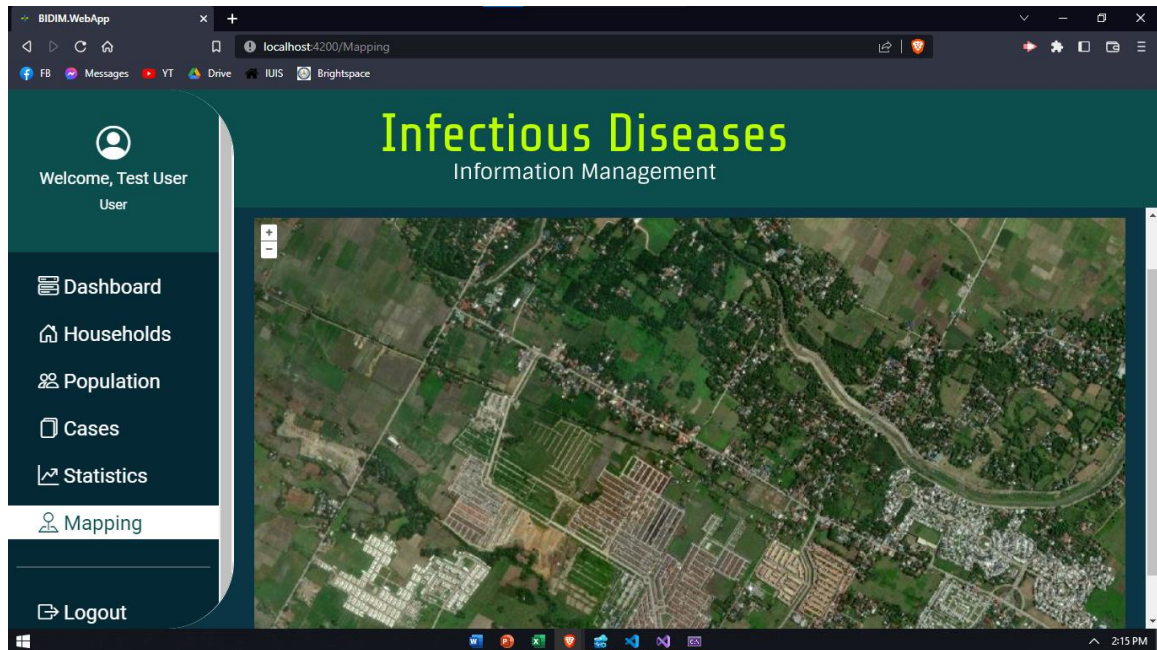 BIDIM.WebApp
localhost:4200/Mapping
FB Messages YT Drive IUIS Brightspace
Infectious Diseases
Information Management
Welcome, Test User
User
+
−
Dashboard
Households
Population
Cases
Statistics
Mapping
Logout
2:15 PM